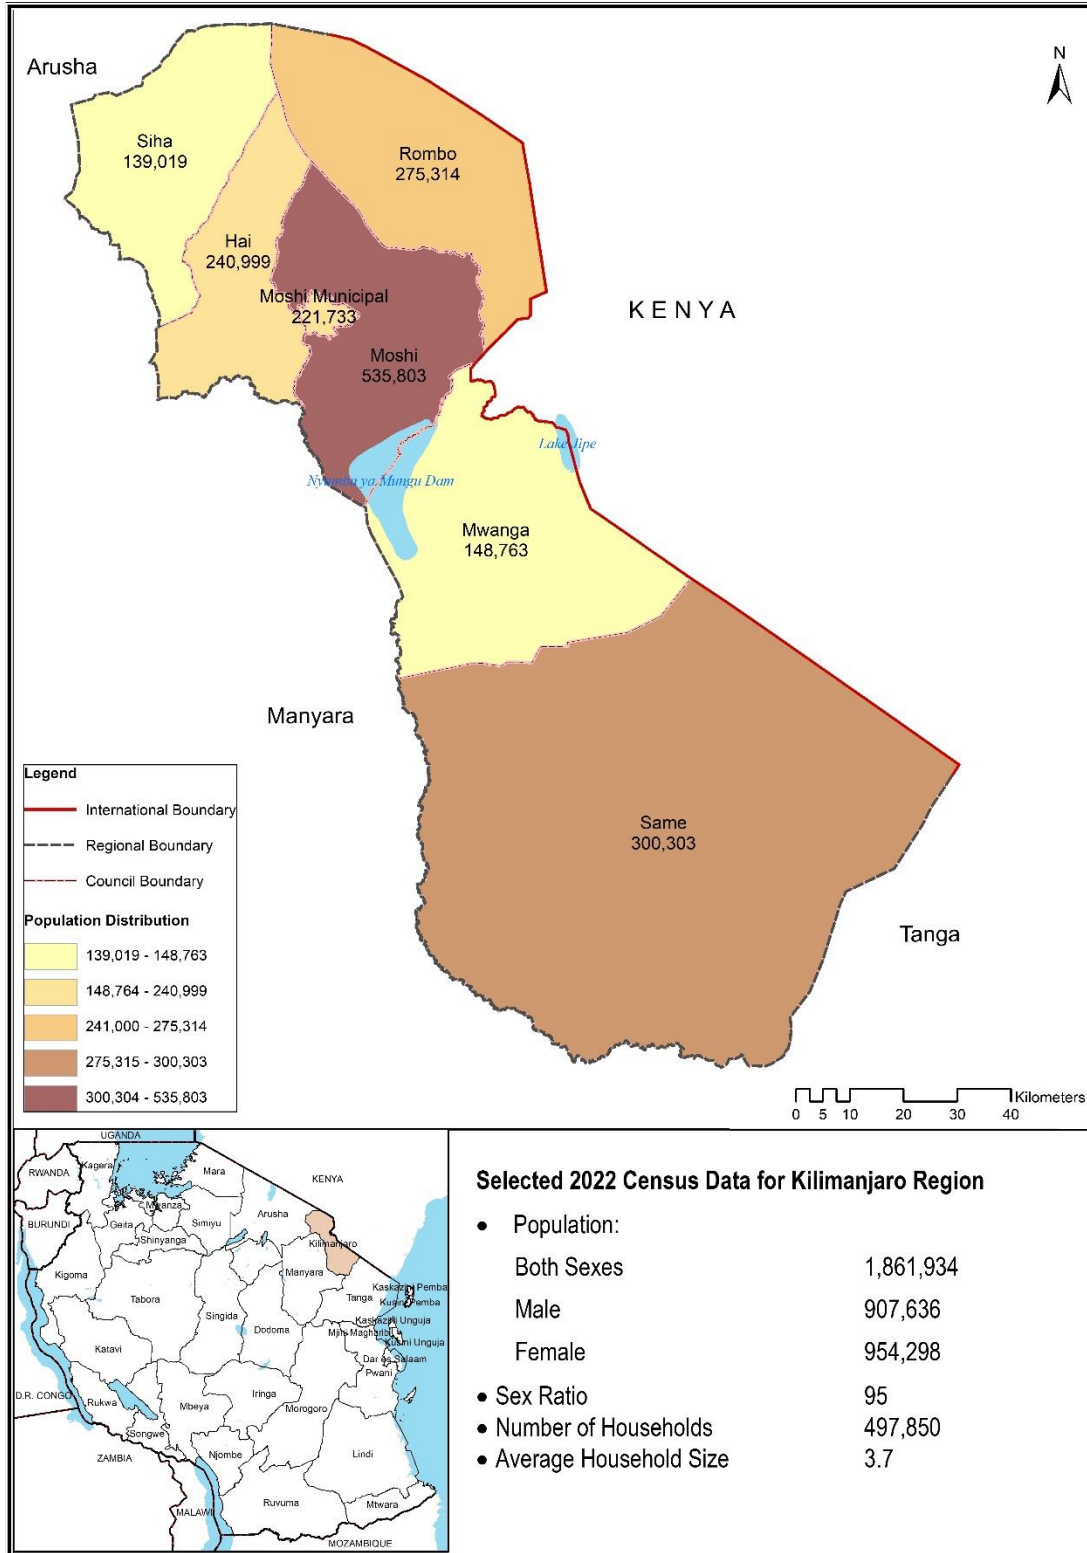 Arusha
N
Siha
139,019
Rombo
275,314
Hai
240,999
KENYA
Moshi Municipal
221,733
Moshi
535,803
Lake Jipe
Nyumba ya Mungu Dam
Mwanga
148,763
Manyara
Same
300,303
Tanga
Legend
International Boundary
Regional Boundary
Council Boundary
Population Distribution
139,019 - 148,763
148,764 - 240,999
241,000 - 275,314
275,315 - 300,303
300,304 - 535,803
Kilometers
0 5 10 20 30 40
UGANDA
RWANDA
Kagera
Mara
KENYA
BURUNDI
Geita
Mwanza
Simiyu
Arusha
Shinyanga
Kilimanjaro
Kigoma
Manyara
Tabora
Singida
Tanga
Kaskazini Pemba
Kusini Pemba
Dodoma
Kaskazini Unguja
Mjini Magharibi
Kusini Unguja
Katavi
Dar es Salaam
Pwani
D.R. CONGO
Rukwa
Mbeya
Iringa
Morogoro
Songwe
Njombe
Lindi
ZAMBIA
MALAWI
Ruvuma
Mtwara
MOZAMBIQUE
Selected 2022 Census Data for Kilimanjaro Region
• Population:
Both Sexes 1,861,934
Male 907,636
Female 954,298
• Sex Ratio 95
• Number of Households 497,850
• Average Household Size 3.7